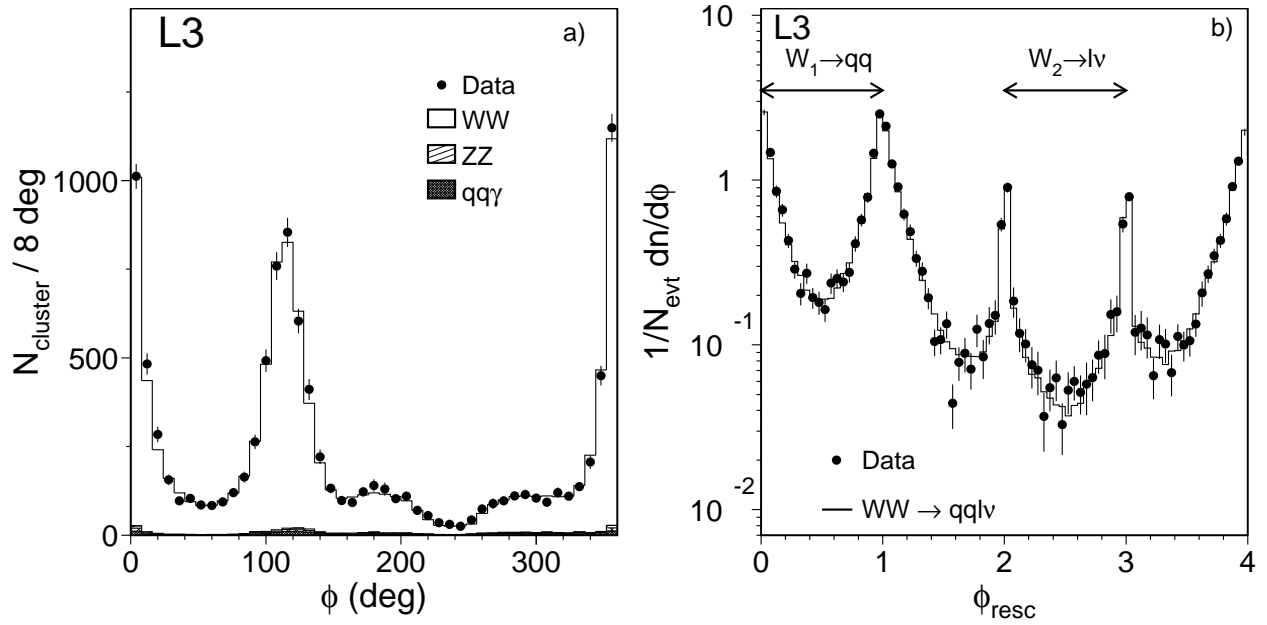 L3
a)
Data
WW
ZZ
qqγ
1000
500
0
N_cluster / 8 deg
0 100 200 300
ϕ (deg)
L3
b)
W_1→qq
W_2→lν
10
1
10^-1
10^-2
1/N_evt dn/dϕ
Data
WW → qqlν
0 1 2 3 4
ϕ_resc